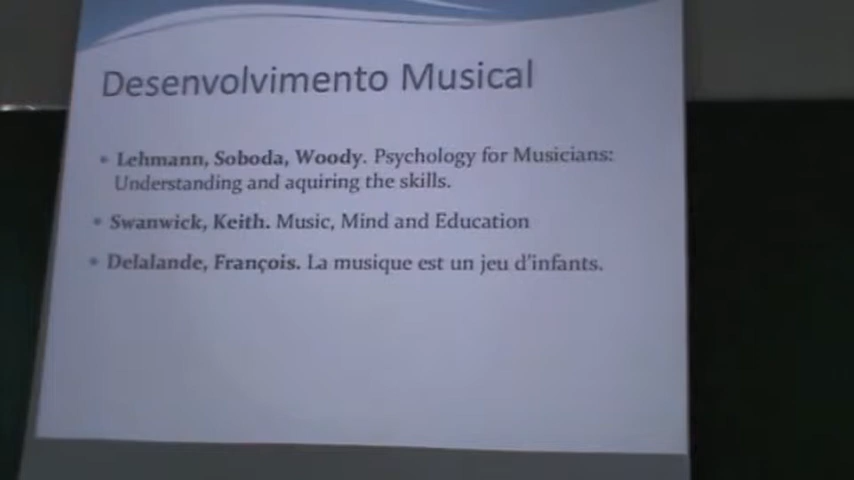 Desenvolvimento Musical
• Lehmann, Soboda, Woody. Psychology for Musicians:
Understanding and aquiring the skills.
• Swanwick, Keith. Music, Mind and Education
• Delalande, François. La musique est un jeu d'infants.